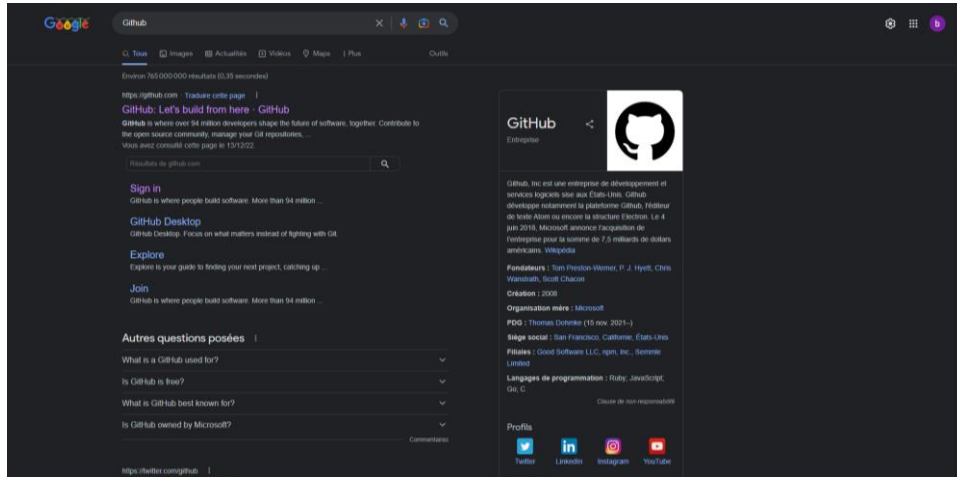 Google
Github
Tous Images Actualités Vidéos Maps Plus Outils
Environ 765 000 000 résultats (0,35 secondes)
https://github.com Traduire cette page
GitHub: Let's build from here · GitHub
GitHub is where over 94 million developers shape the future of software, together. Contribute to
the open source community, manage your Git repositories, ...
Vous avez consulté cette page le 13/12/22.
Résultats de github.com
Sign in
GitHub is where people build software. More than 94 million ...
GitHub Desktop
GitHub Desktop. Focus on what matters instead of fighting with Git.
Explore
Explore is your guide to finding your next project, catching up ...
Join
GitHub is where people build software. More than 94 million ...
Autres questions posées
What is a GitHub used for?
Is GitHub is free?
What is GitHub best known for?
Is GitHub owned by Microsoft?
Commentaires
https://twitter.com/github
b
GitHub
Entreprise
Github, Inc est une entreprise de développement et
services logiciels sise aux États-Unis. Github
développe notamment la plateforme Github, l'éditeur
de texte Atom ou encore la structure Electron. Le 4
juin 2018, Microsoft annonce l'acquisition de
l'entreprise pour la somme de 7,5 milliards de dollars
américains. Wikipédia
Fondateurs : Tom Preston-Werner, P. J. Hyett, Chris
Wanstrath, Scott Chacon
Création : 2008
Organisation mère : Microsoft
PDG : Thomas Dohmke (15 nov. 2021–)
Siège social : San Francisco, Californie, États-Unis
Filiales : Good Software LLC, npm, Inc., Semmle
Limited
Langages de programmation : Ruby, JavaScript,
Go, C
Clause de non-responsabilité
Profils
Twitter LinkedIn Instagram YouTube